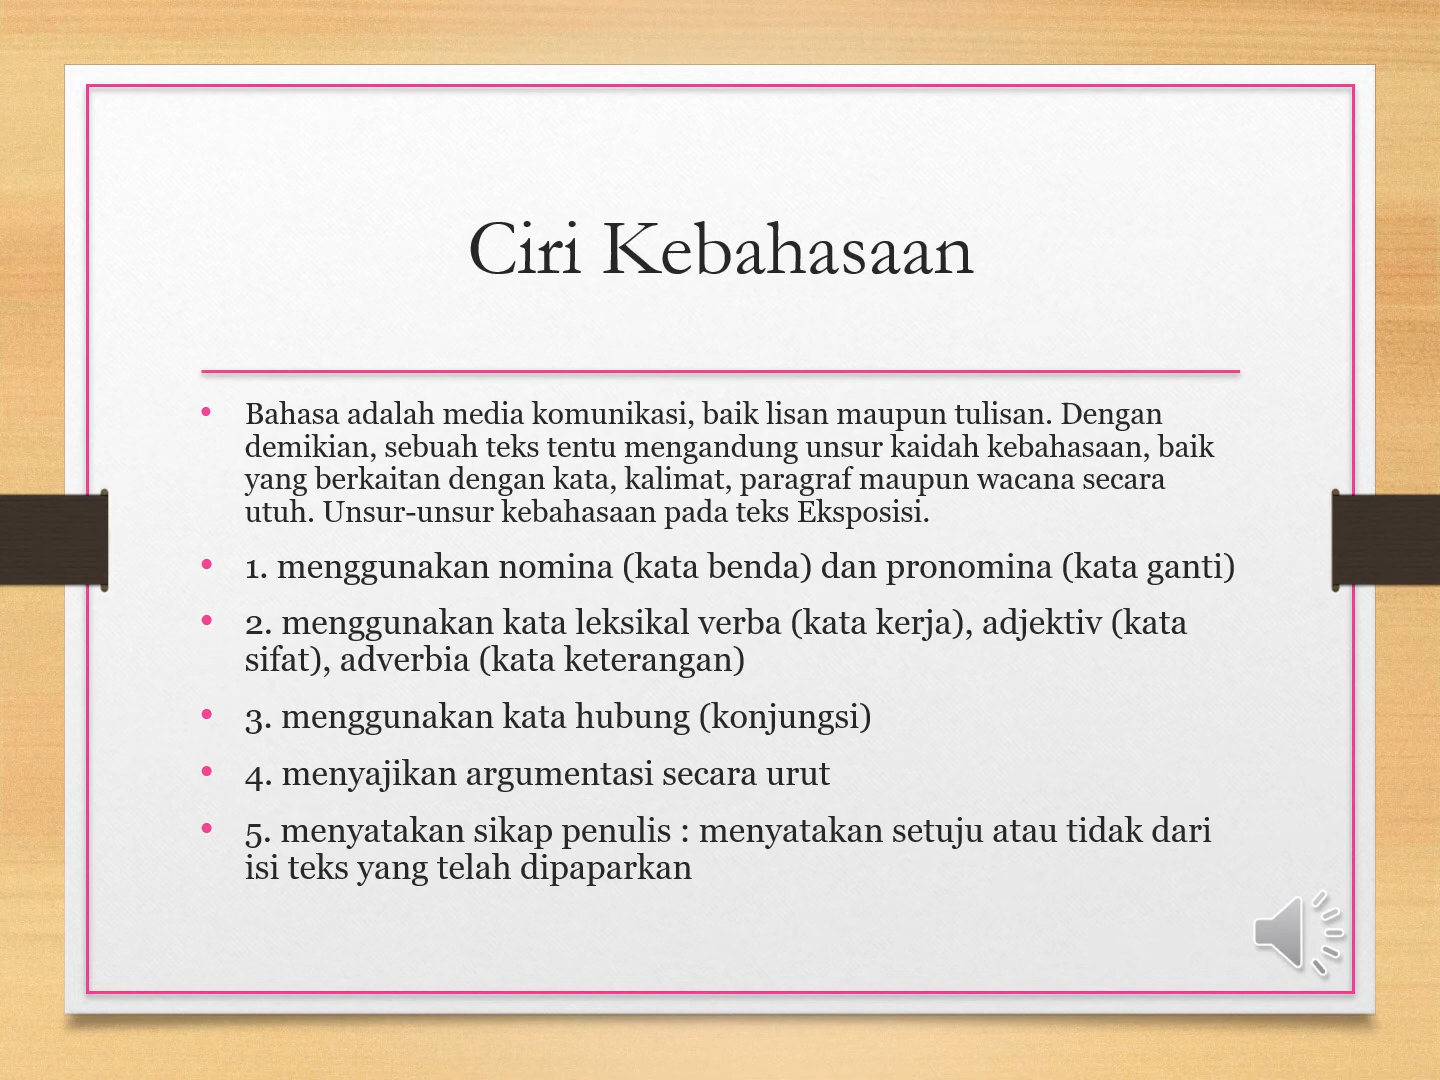 Ciri Kebahasaan
• Bahasa adalah media komunikasi, baik lisan maupun tulisan. Dengan
demikian, sebuah teks tentu mengandung unsur kaidah kebahasaan, baik
yang berkaitan dengan kata, kalimat, paragraf maupun wacana secara
utuh. Unsur-unsur kebahasaan pada teks Eksposisi.
• 1. menggunakan nomina (kata benda) dan pronomina (kata ganti)
• 2. menggunakan kata leksikal verba (kata kerja), adjektiv (kata
sifat), adverbia (kata keterangan)
• 3. menggunakan kata hubung (konjungsi)
• 4. menyajikan argumentasi secara urut
• 5. menyatakan sikap penulis : menyatakan setuju atau tidak dari
isi teks yang telah dipaparkan